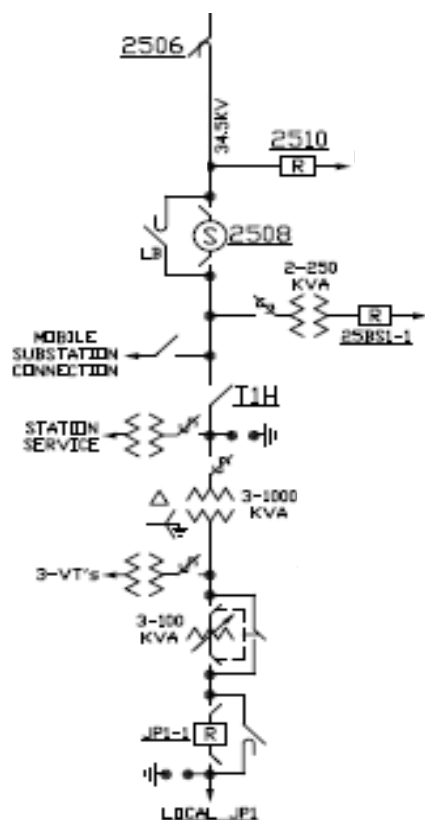 2506
34.5KV
2510
R
S
2508
LB
2-250
KVA
R
25BS1-1
MOBILE
SUBSTATION
CONNECTION
T1H
STATION
SERVICE
3-1000
KVA
3-VT's
3-100
KVA
JP1-1
R
LOCAL JP1